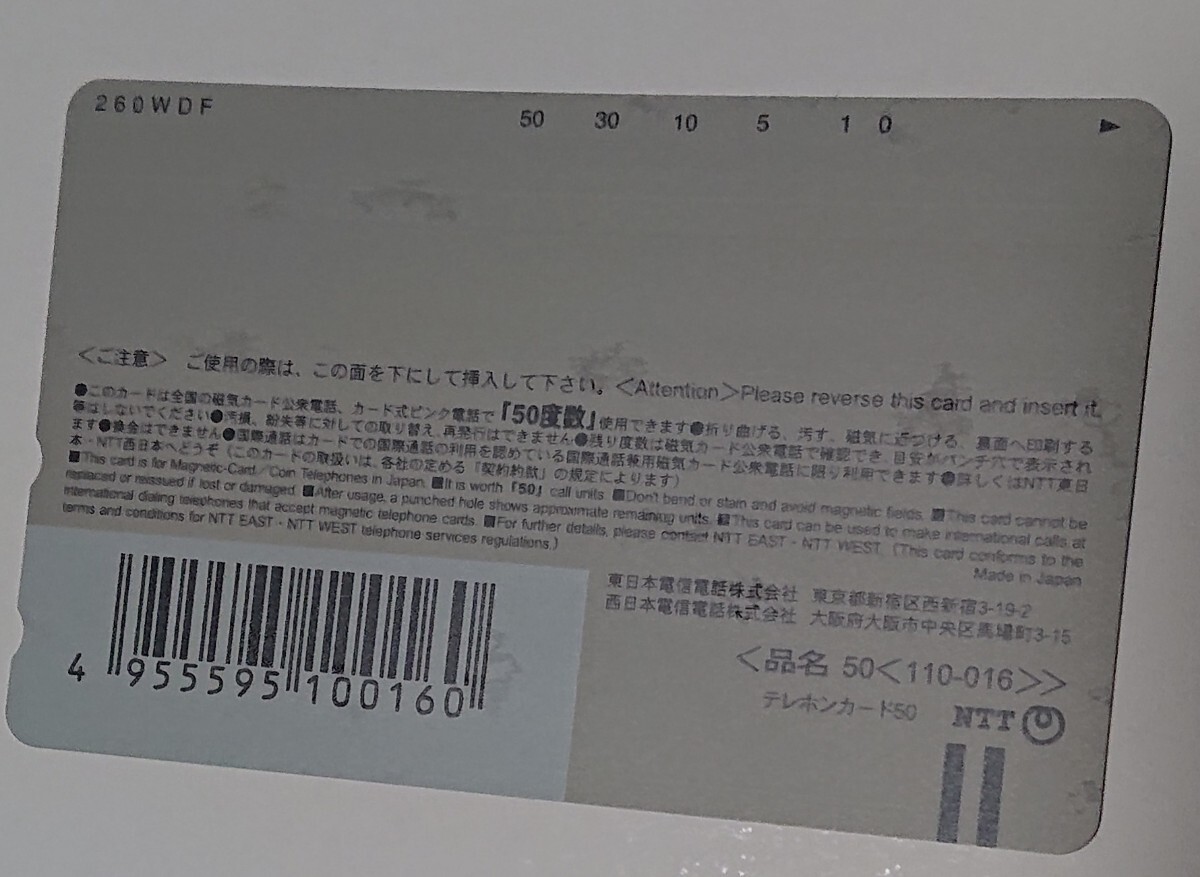 260WDF
50 30 10 5 1 0
<ご注意> ご使用の際は、この面を下にして挿入して下さい。<Attention>Please reverse this card and insert it.
●このカードは全国の磁気カード公衆電話、カード式ピンク電話で『50度数』使用できます●折り曲げる、汚す、磁気に近づける、裏面へ印刷する
等はしないでください●汚損、紛失等に対しての取り替え、再発行はできません●残り度数は磁気カード公衆電話で確認でき、目安がパンチ穴で表示され
ます●換金はできません●国際通話はカードでの国際通話の利用を認めている国際通話兼用磁気カード公衆電話に限り利用できます●詳しくはNTT東日
本・NTT西日本へどうぞ（このカードの取扱いは、各社の定める「契約約款」の規定によります）
■This card is for Magnetic-Card／Coin Telephones in Japan. ■It is worth「50」call units. ■Don't bend or stain and avoid magnetic fields. ■This card cannot be
replaced or reissued if lost or damaged. ■After usage, a punched hole shows approximate remaining units. ■This card can be used to make international calls at
international dialing telephones that accept magnetic telephone cards. ■For further details, please contact NTT EAST・NTT WEST. (This card conforms to the
terms and conditions for NTT EAST・NTT WEST telephone services regulations.)
Made in Japan
東日本電信電話株式会社 東京都新宿区西新宿3-19-2
西日本電信電話株式会社 大阪府大阪市中央区馬場町3-15
<品名 50<110-016>>
テレホンカード50 NTT
4 955595 100160